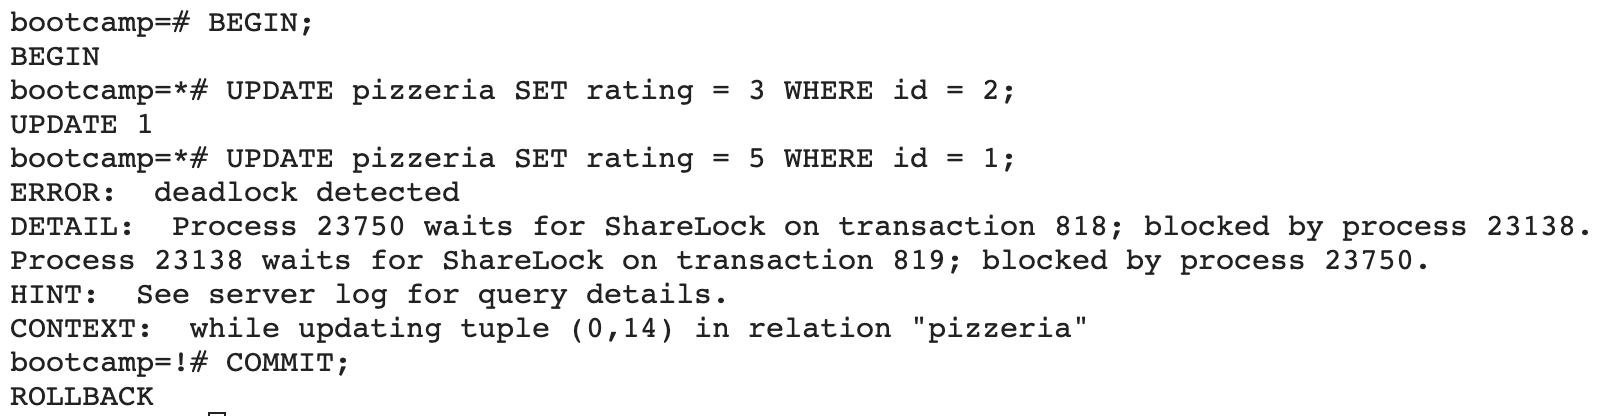 bootcamp=# BEGIN;
BEGIN
bootcamp=*# UPDATE pizzeria SET rating = 3 WHERE id = 2;
UPDATE 1
bootcamp=*# UPDATE pizzeria SET rating = 5 WHERE id = 1;
ERROR:  deadlock detected
DETAIL:  Process 23750 waits for ShareLock on transaction 818; blocked by process 23138.
Process 23138 waits for ShareLock on transaction 819; blocked by process 23750.
HINT:  See server log for query details.
CONTEXT:  while updating tuple (0,14) in relation "pizzeria"
bootcamp=!# COMMIT;
ROLLBACK